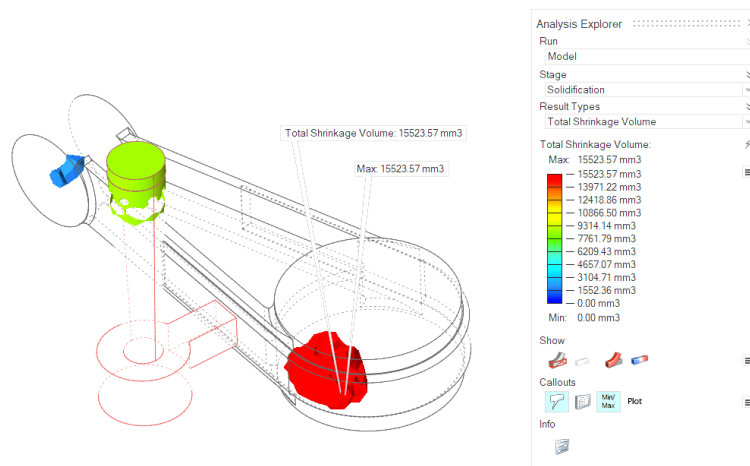 Analysis Explorer
Run
Model
Stage
Solidification
Result Types
Total Shrinkage Volume
Total Shrinkage Volume:
Max: 15523.57 mm3
15523.57 mm3
13971.22 mm3
12418.86 mm3
10866.50 mm3
9314.14 mm3
7761.79 mm3
6209.43 mm3
4657.07 mm3
3104.71 mm3
1552.36 mm3
0.00 mm3
Min: 0.00 mm3
Show
Callouts
Min/
Max
Plot
Info
Total Shrinkage Volume: 15523.57 mm3
Max: 15523.57 mm3